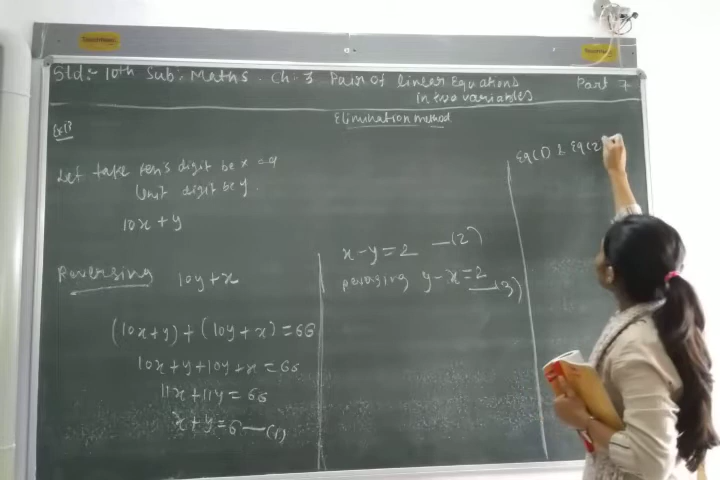 Std:- 10th Sub:- Maths. Ch:- 3 Pair of linear Equations
in two variables
Part 7
Elimination method
Let take ten's digit be x and
Unit digit be y.
10x + y
Reversing 10y + x
(10x+y) + (10y+x) = 66
10x+y+10y+x = 66
11x + 11y = 66
x + y = 6 —(1)
x - y = 2 —(2)
reversing y - x = 2
—(3)
Eq(1) & Eq(2